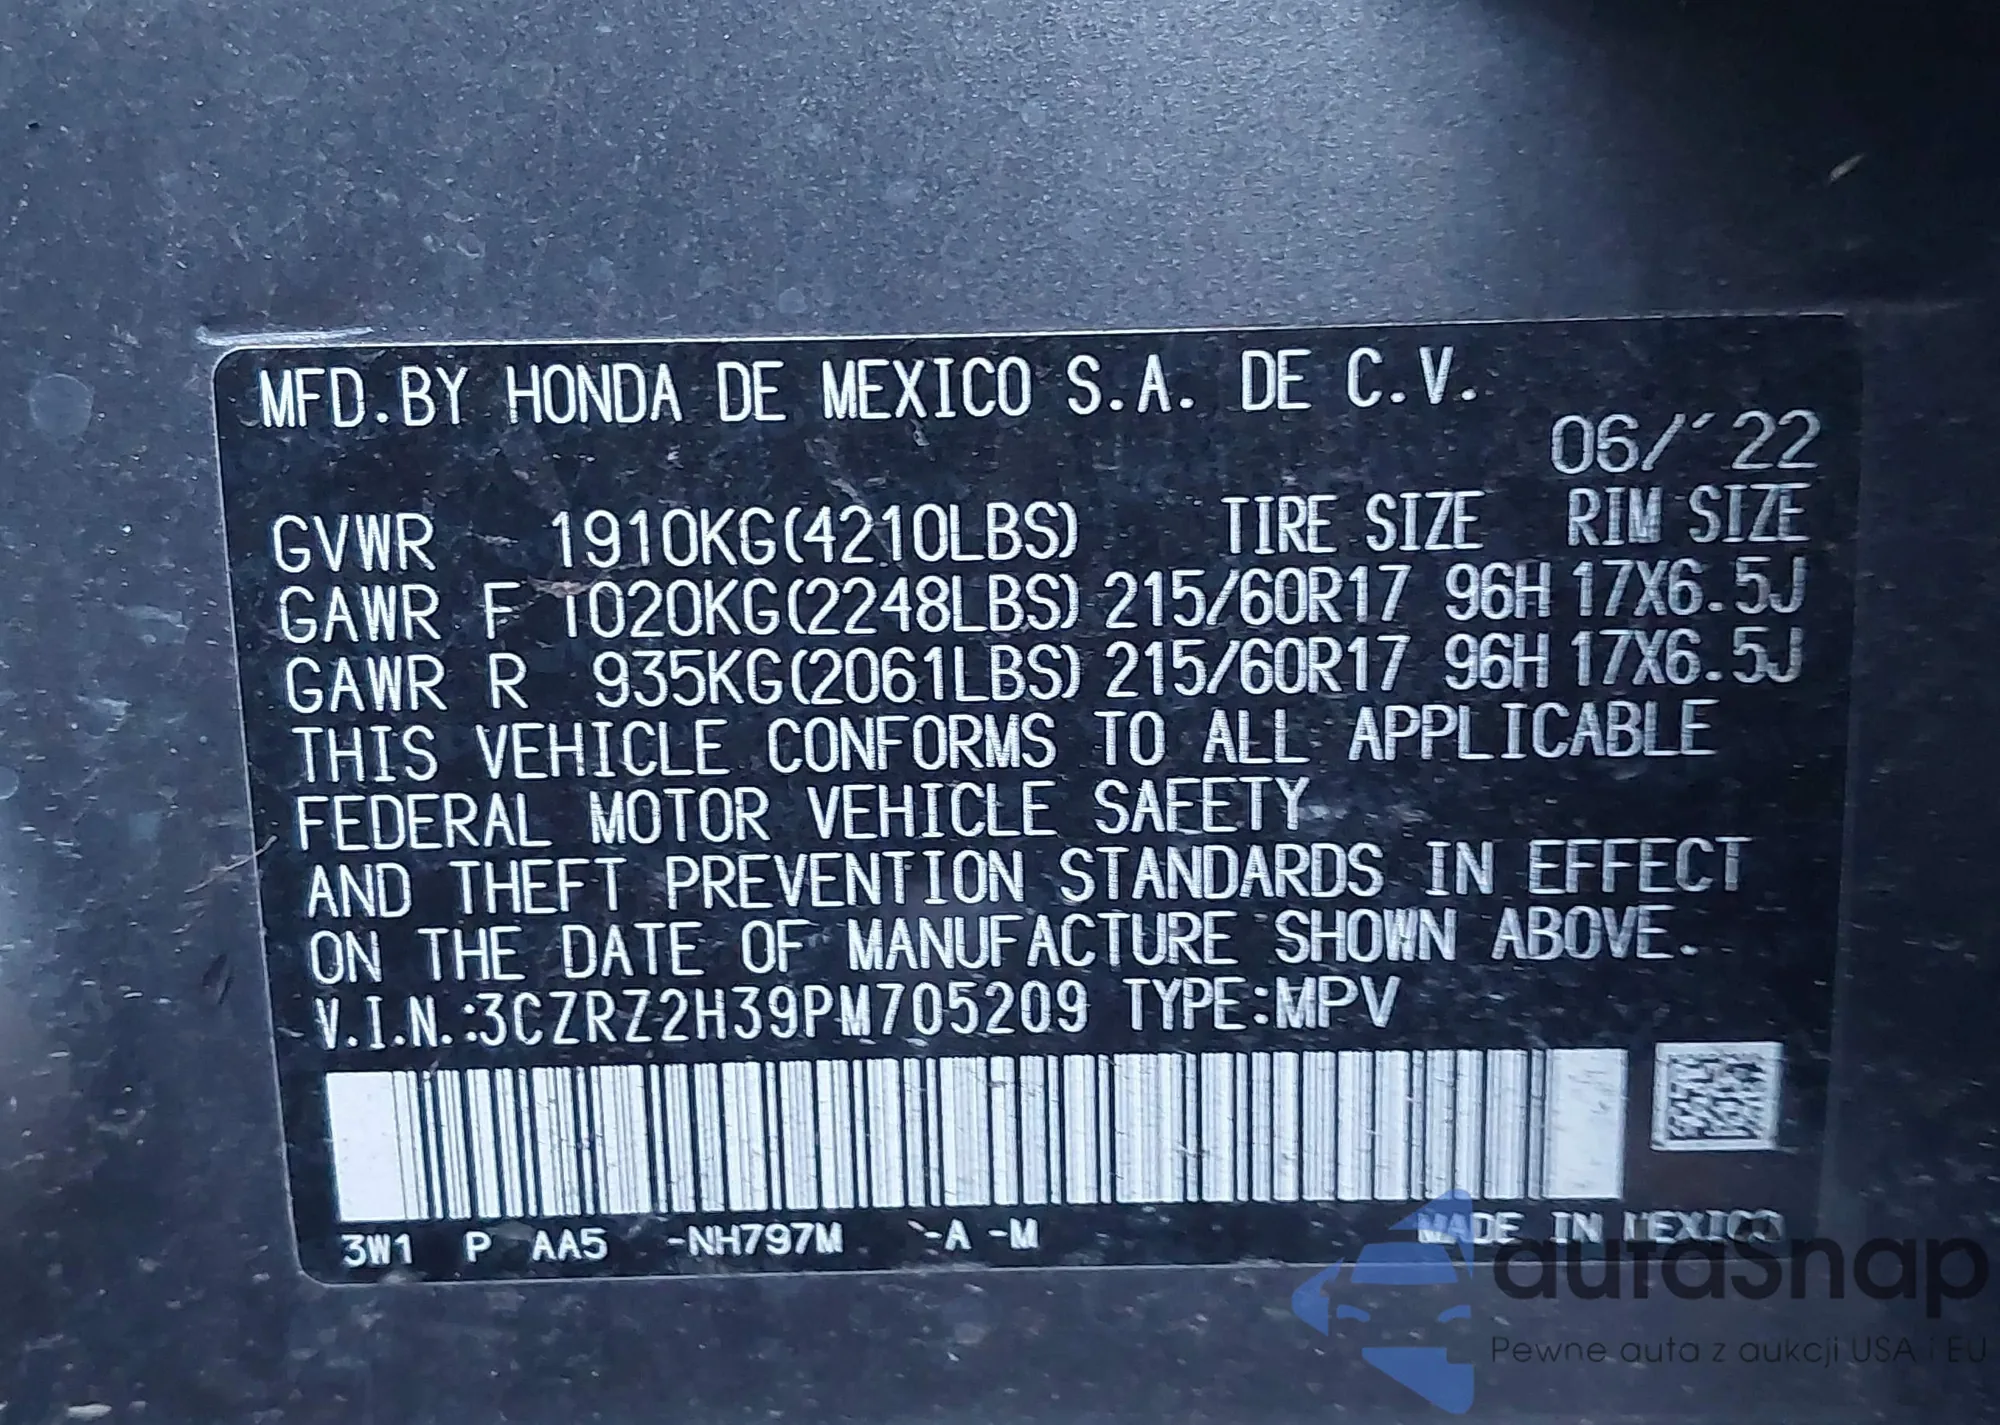 MFD.BY HONDA DE MEXICO S.A. DE C.V.
06/'22
GVWR 1910KG(4210LBS) TIRE SIZE RIM SIZE
GAWR F 1020KG(2248LBS) 215/60R17 96H 17X6.5J
GAWR R 935KG(2061LBS) 215/60R17 96H 17X6.5J
THIS VEHICLE CONFORMS TO ALL APPLICABLE
FEDERAL MOTOR VEHICLE SAFETY
AND THEFT PREVENTION STANDARDS IN EFFECT
ON THE DATE OF MANUFACTURE SHOWN ABOVE.
V.I.N.:3CZRZ2H39PM705209 TYPE:MPV
3W1 P AA5 -NH797M -A -M MADE IN MEXICO
autaSnap
Pewne auta z aukcji USA i EU